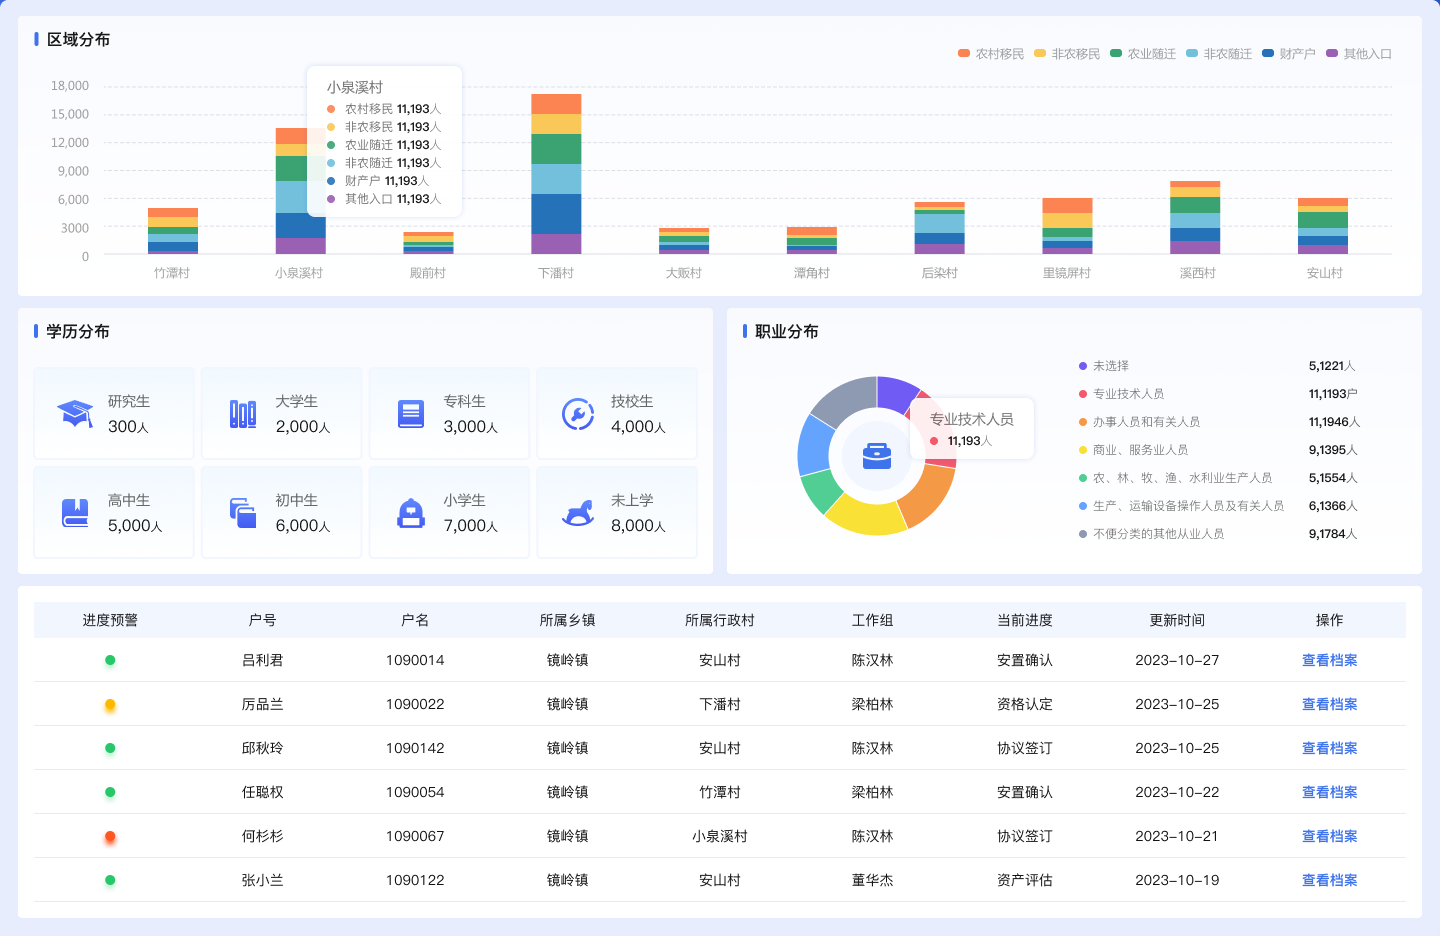 区域分布
农村移民 非农移民 农业随迁 非农随迁 财产户 其他入口
18,000
15,000
12,000
9,000
6,000
3000
0
小泉溪村
农村移民 11,193人
非农移民 11,193人
农业随迁 11,193人
非农随迁 11,193人
财产户 11,193人
其他入口 11,193人
竹潭村 小泉溪村 殿前村 下潘村 大贩村 潭角村 后染村 里镜屏村 溪西村 安山村
学历分布
研究生
300人
大学生
2,000人
专科生
3,000人
技校生
4,000人
高中生
5,000人
初中生
6,000人
小学生
7,000人
未上学
8,000人
职业分布
专业技术人员
11,193人
未选择 5,1221人
专业技术人员 11,1193户
办事人员和有关人员 11,1946人
商业、服务业人员 9,1395人
农、林、牧、渔、水利业生产人员 5,1554人
生产、运输设备操作人员及有关人员 6,1366人
不便分类的其他从业人员 9,1784人
进度预警 户号 户名 所属乡镇 所属行政村 工作组 当前进度 更新时间 操作
吕利君 1090014 镜岭镇 安山村 陈汉林 安置确认 2023-10-27 查看档案
厉品兰 1090022 镜岭镇 下潘村 梁柏林 资格认定 2023-10-25 查看档案
邱秋玲 1090142 镜岭镇 安山村 陈汉林 协议签订 2023-10-25 查看档案
任聪权 1090054 镜岭镇 竹潭村 梁柏林 安置确认 2023-10-22 查看档案
何杉杉 1090067 镜岭镇 小泉溪村 陈汉林 协议签订 2023-10-21 查看档案
张小兰 1090122 镜岭镇 安山村 董华杰 资产评估 2023-10-19 查看档案